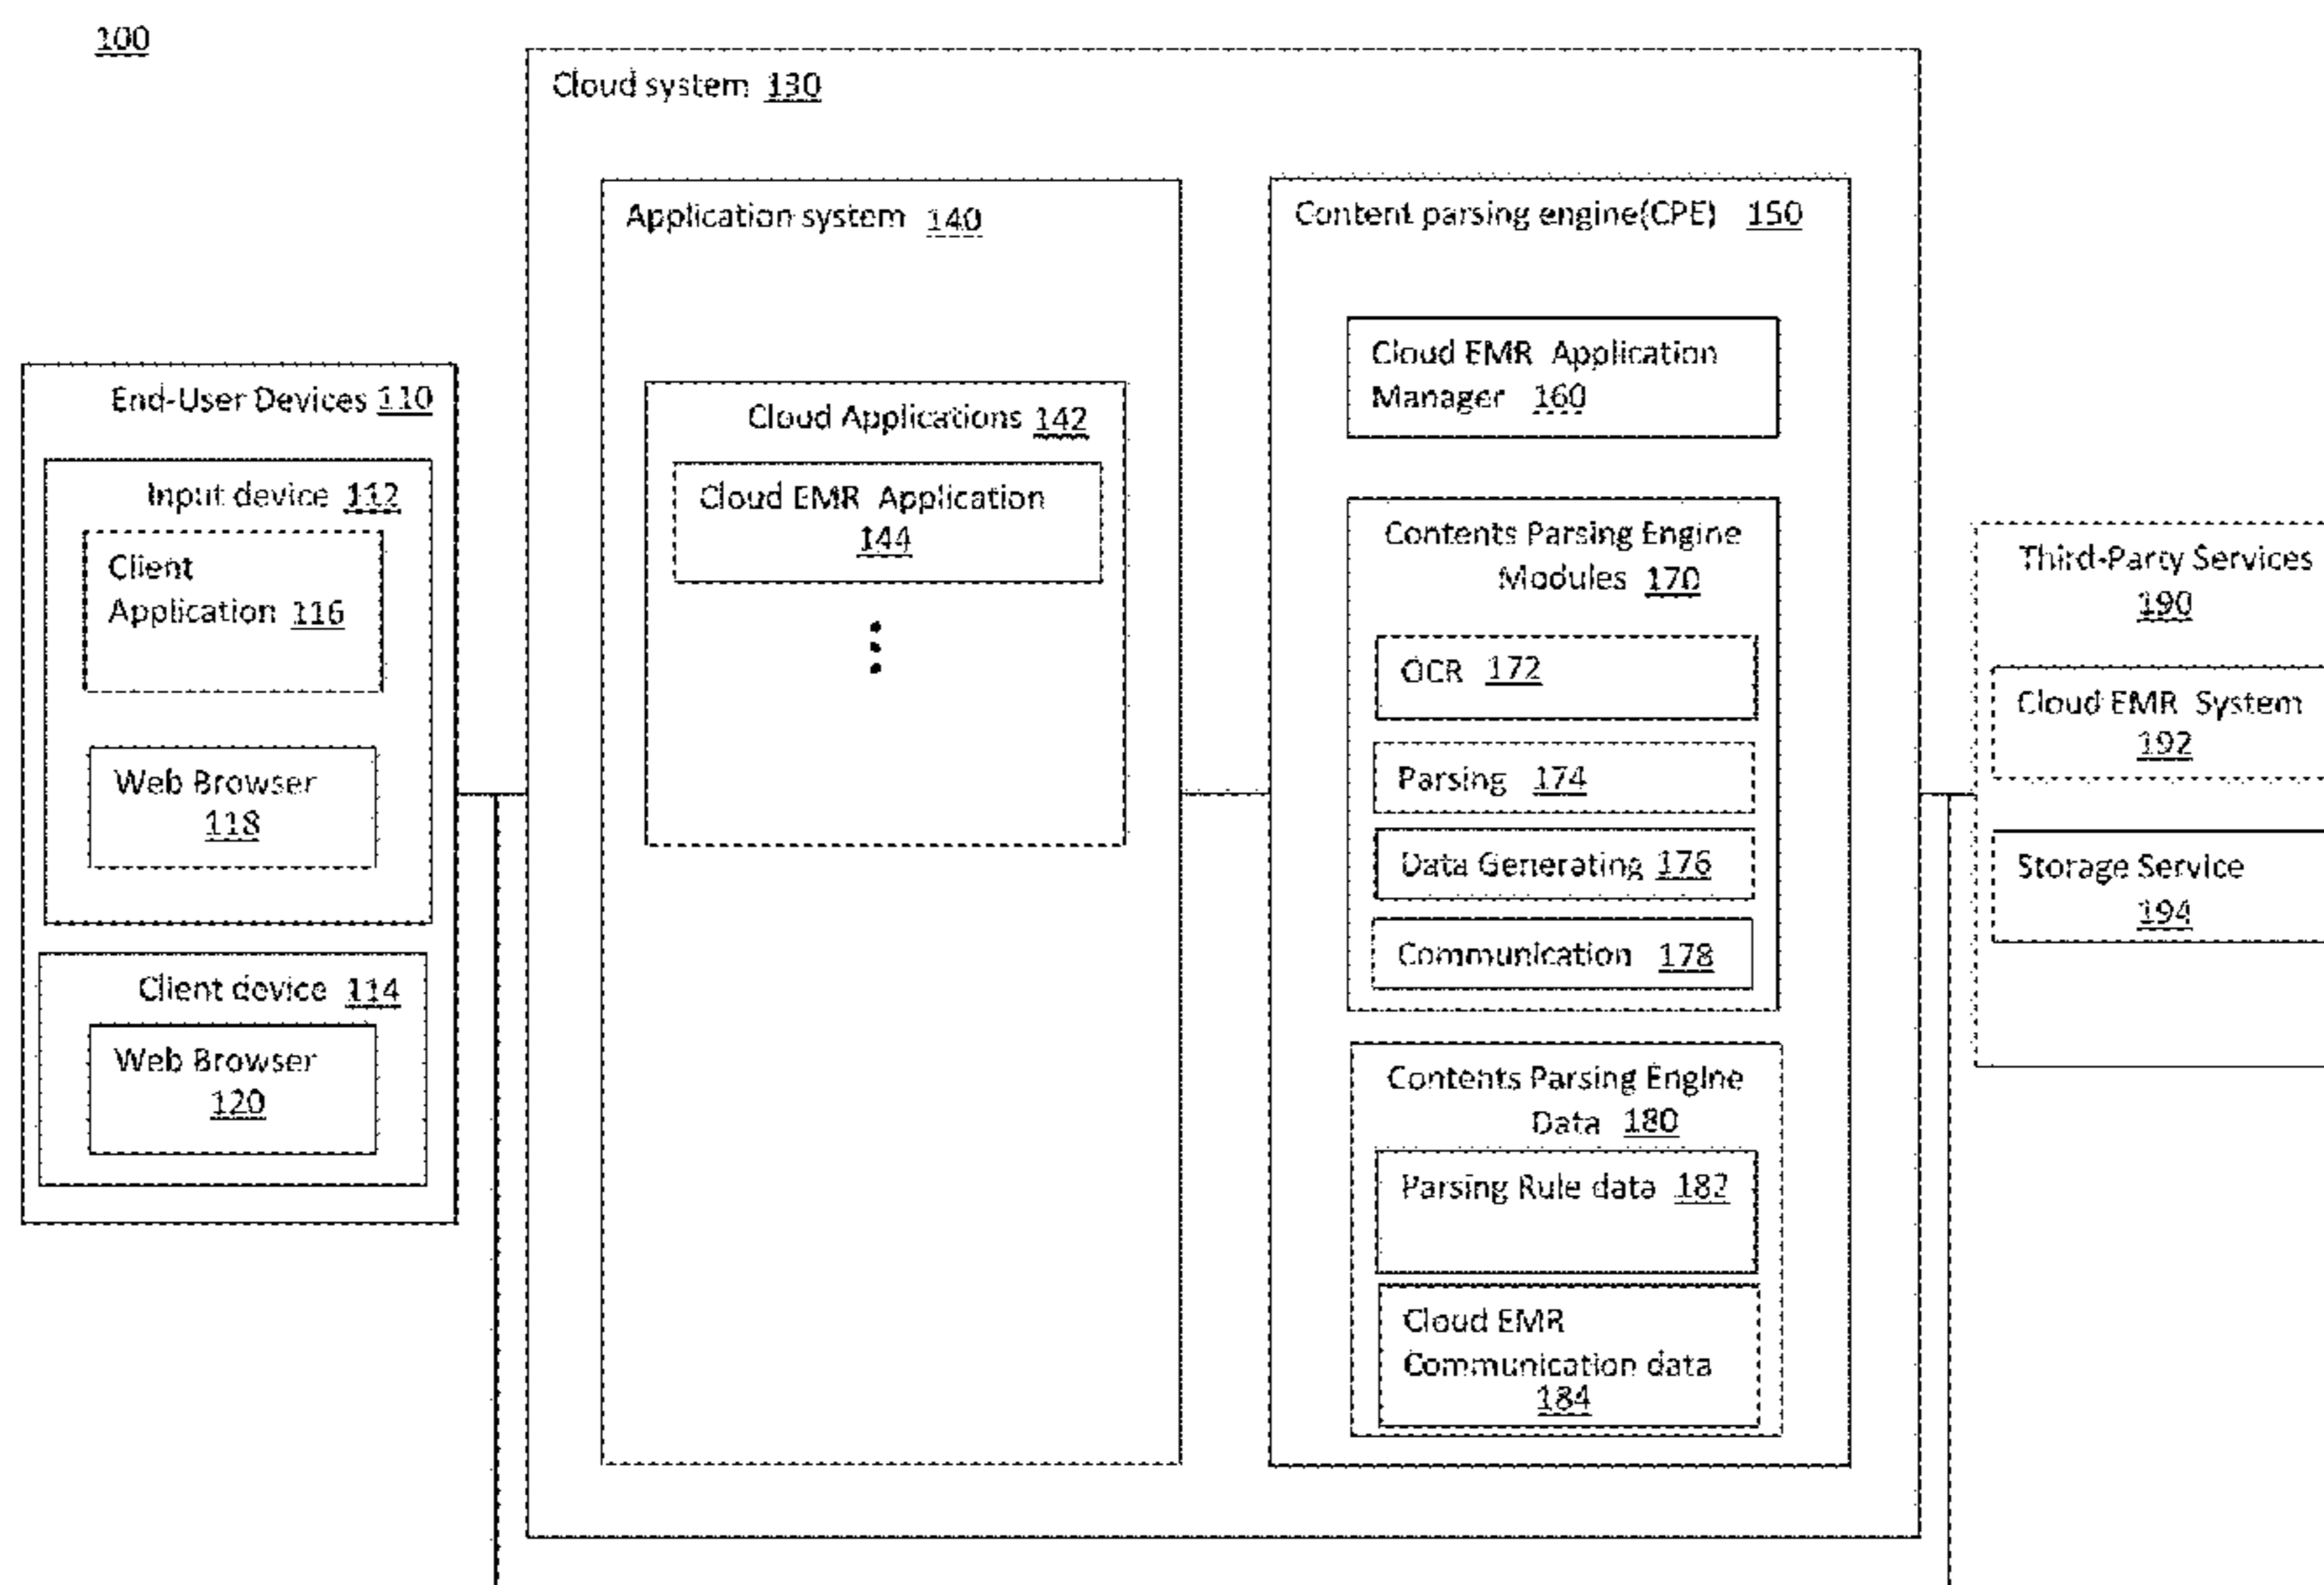 100
Cloud system 130
Application system 140
Content parsing engine(CPE) 150
Cloud EMR Application
Manager 160
End-User Devices 110
Cloud Applications 142
Input device 112
Cloud EMR Application
144
Contents Parsing Engine
Modules 170
Client
Application 116
Third-Party Services
190
OCR 172
Cloud EMR System
192
Web Browser
118
Parsing 174
Data Generating 176
Storage Service
194
Communication 178
Client device 114
Web Browser
120
Contents Parsing Engine
Data 180
Parsing Rule data 182
Cloud EMR
Communication data
184